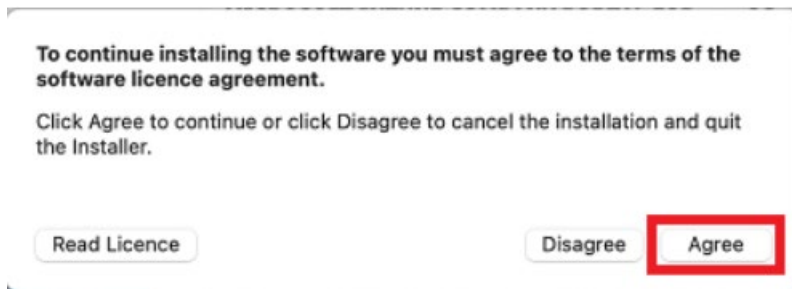 To continue installing the software you must agree to the terms of the
software licence agreement.
Click Agree to continue or click Disagree to cancel the installation and quit
the Installer.
Read Licence Disagree Agree